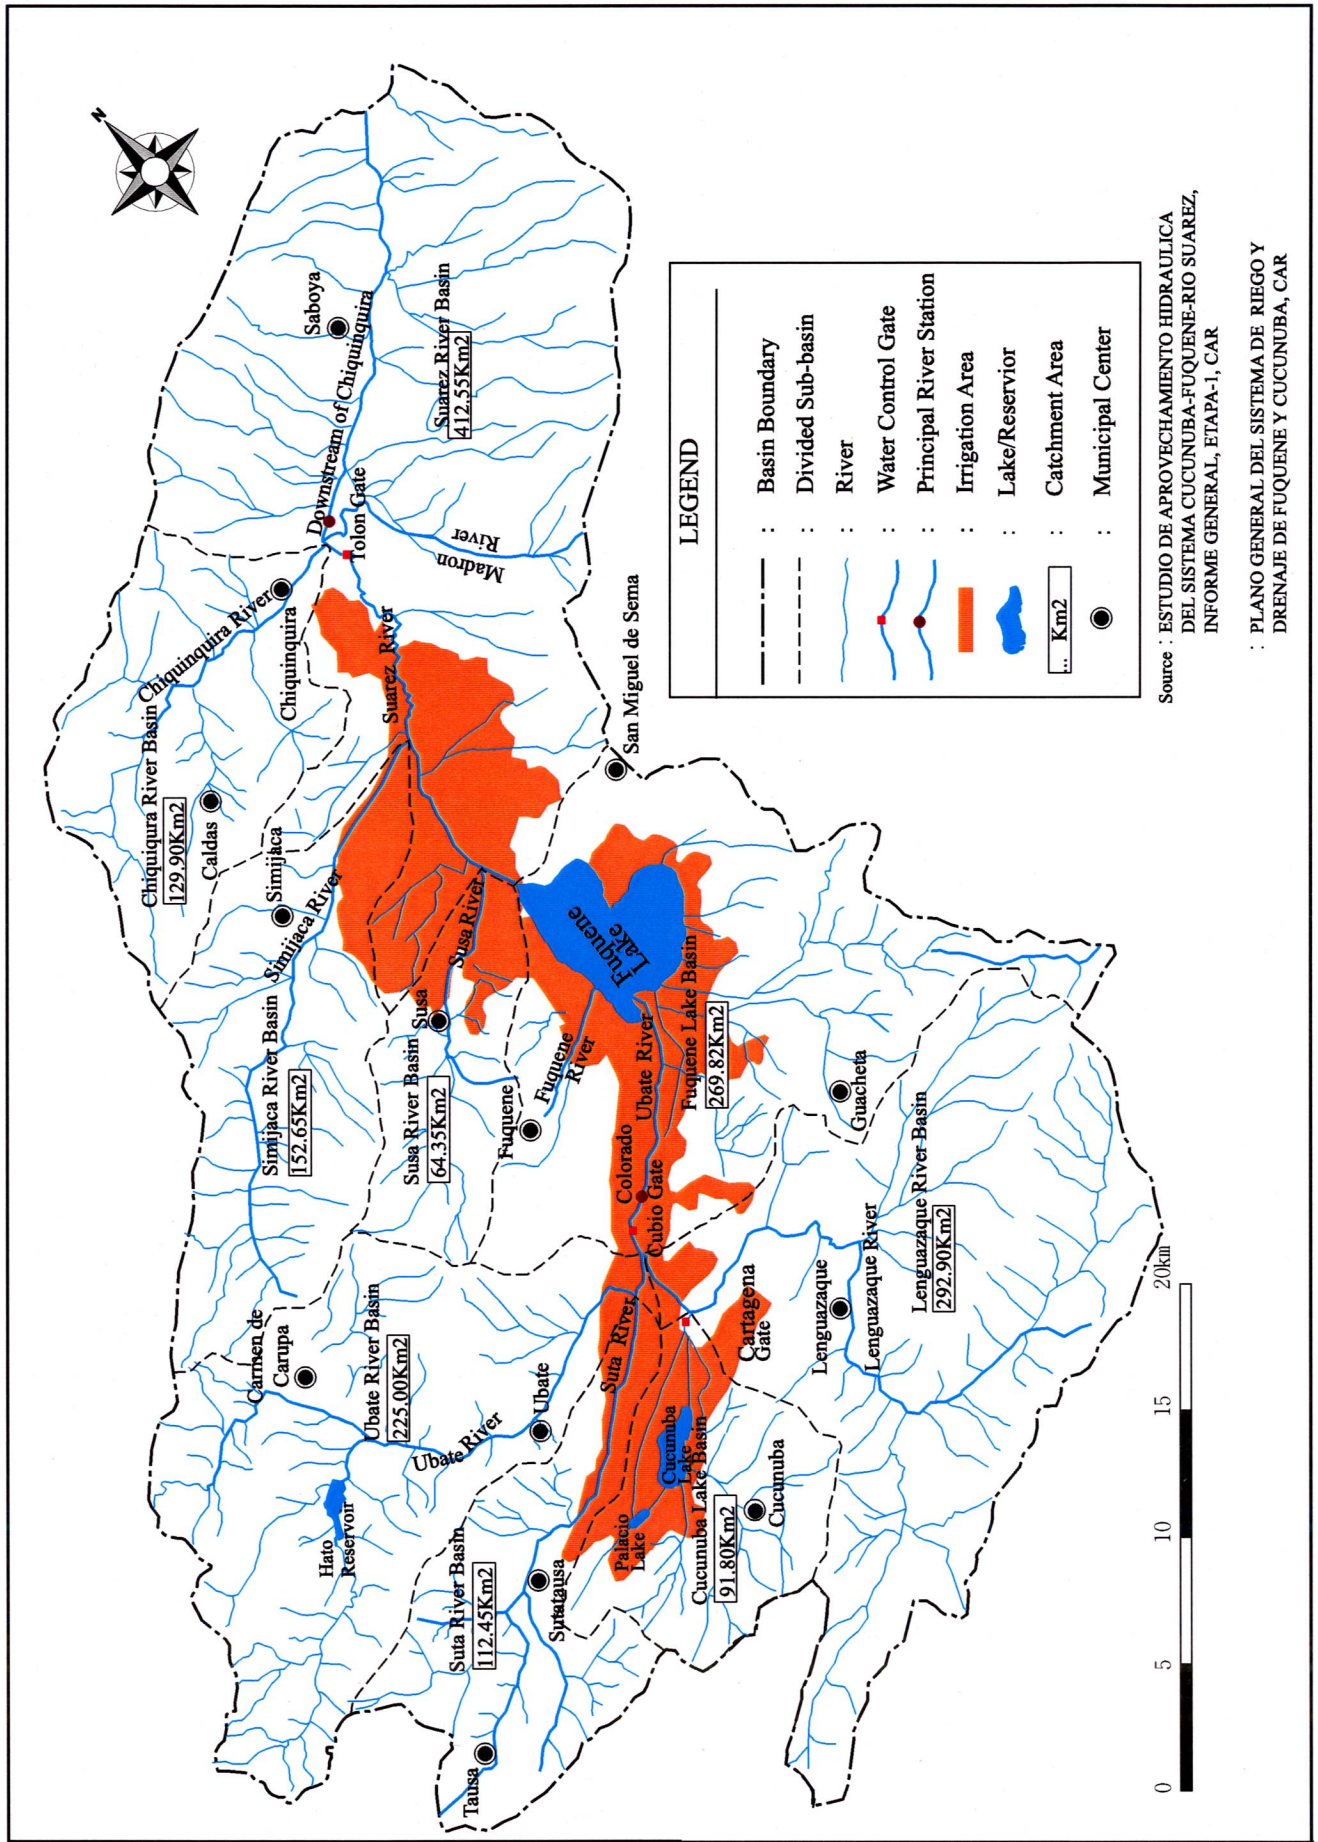 N
Saboya
Downstream of Chiquinquira
Suarez River Basin
412.55Km2
Tolon Gate
Madron
River
Chiquinquira River
Chiquinquira
Suarez River
San Miguel de Sema
Chiquiqura River Basin
129.90Km2
Caldas
Simijaca
Simijaca River
Susa River
Fuquene
Lake
Simijaca River Basin
152.65Km2
Susa
Susa River Basin
64.35Km2
Fuquene
Fuquene
River
Ubate River
Fuquene Lake Basin
269.82Km2
Colorado
Cubio Gate
Guacheta
Lenguazaque River Basin
292.90Km2
Carmen de
Carupa
Ubate River Basin
225.00Km2
Ubate River
Ubate
Suta River
Cartagena
Gate
Lenguazaque
Lenguazaque River
Hato
Reservoir
Cucunuba
Lake
Palacio
Lake
Cucunuba Lake Basin
91.80Km2
Cucunuba
Suta River Basin
112.45Km2
Sutatausa
Tausa
0 5 10 15 20km
LEGEND
: Basin Boundary
: Divided Sub-basin
: River
: Water Control Gate
: Principal River Station
: Irrigation Area
: Lake/Reservior
.. Km2 : Catchment Area
: Municipal Center
Source : ESTUDIO DE APROVECHAMIENTO HIDRAULICA
DEL SISTEMA CUCUNUBA-FUQUENE-RIO SUAREZ,
INFORME GENERAL, ETAPA-1, CAR
: PLANO GENERAL DEL SISTEMA DE RIEGO Y
DRENAJE DE FUQUENE Y CUCUNUBA, CAR